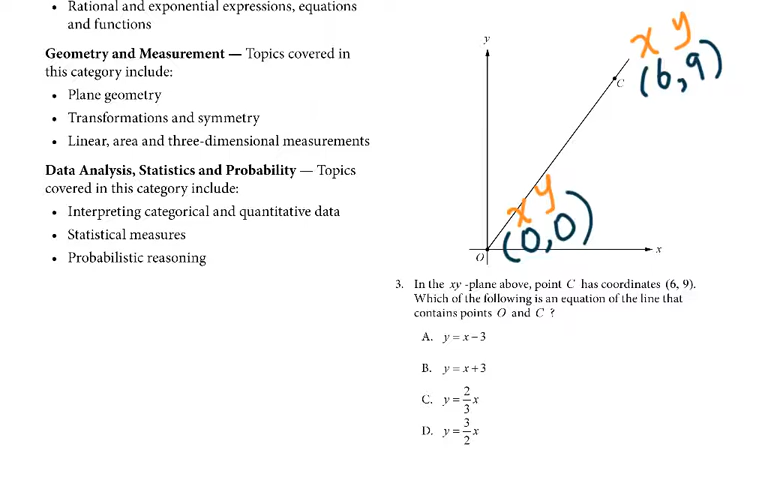 • Rational and exponential expressions, equations
and functions
Geometry and Measurement — Topics covered in
this category include:
• Plane geometry
• Transformations and symmetry
• Linear, area and three-dimensional measurements
Data Analysis, Statistics and Probability — Topics
covered in this category include:
• Interpreting categorical and quantitative data
• Statistical measures
• Probabilistic reasoning
y
x y
C (6,9)
x y
(0,0)
O
x
3. In the xy -plane above, point C has coordinates (6, 9).
Which of the following is an equation of the line that
contains points O and C ?
A. y = x − 3
B. y = x + 3
C. y = 2/3 x
D. y = 3/2 x